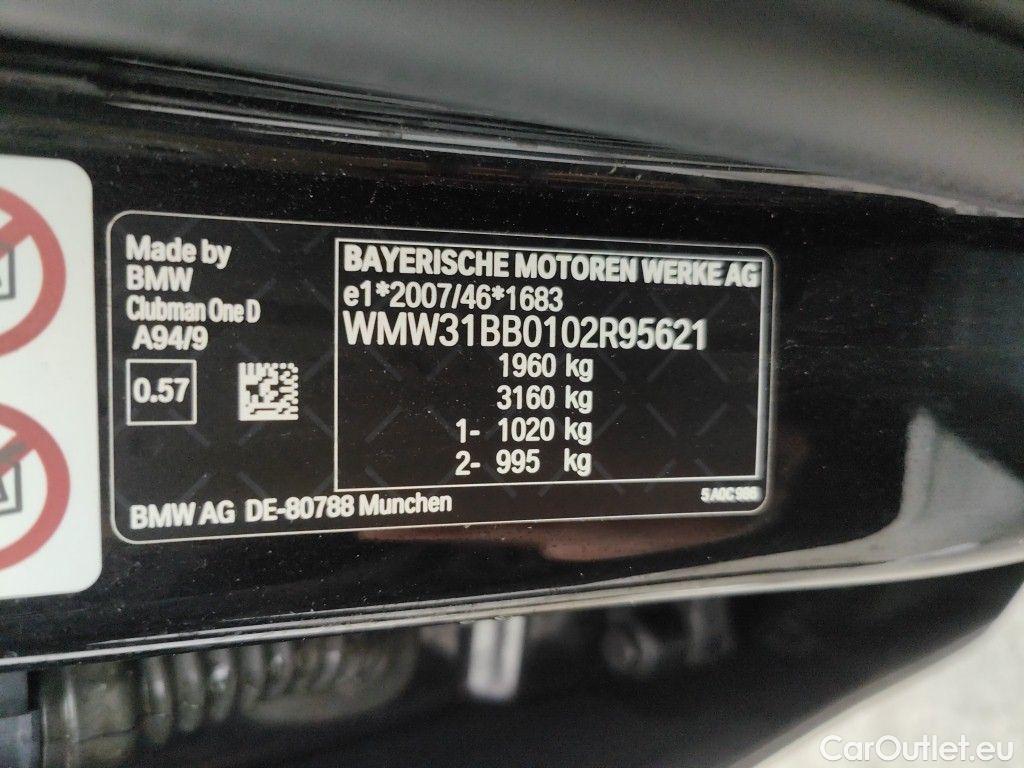 Made by
BMW
Clubman One D
A94/9
0.57
BAYERISCHE MOTOREN WERKE AG
e1*2007/46*1683
WMW31BB0102R95621
1960 kg
3160 kg
1- 1020 kg
2- 995 kg
BMW AG DE-80788 Munchen
CarOutlet.eu